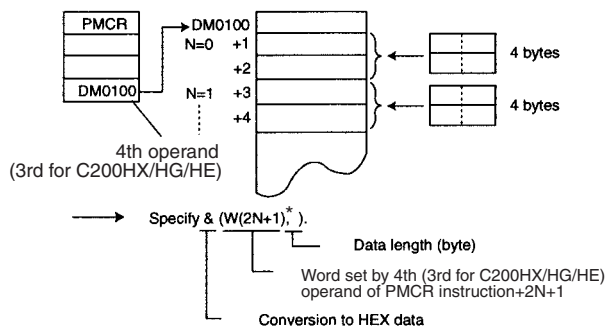 PMCR
DM0100
DM0100
N=0 +1
+2
N=1 +3
+4
4 bytes
4 bytes
4th operand
(3rd for C200HX/HG/HE)
Specify & (W(2N+1),*).
Data length (byte)
Word set by 4th (3rd for C200HX/HG/HE)
operand of PMCR instruction+2N+1
Conversion to HEX data